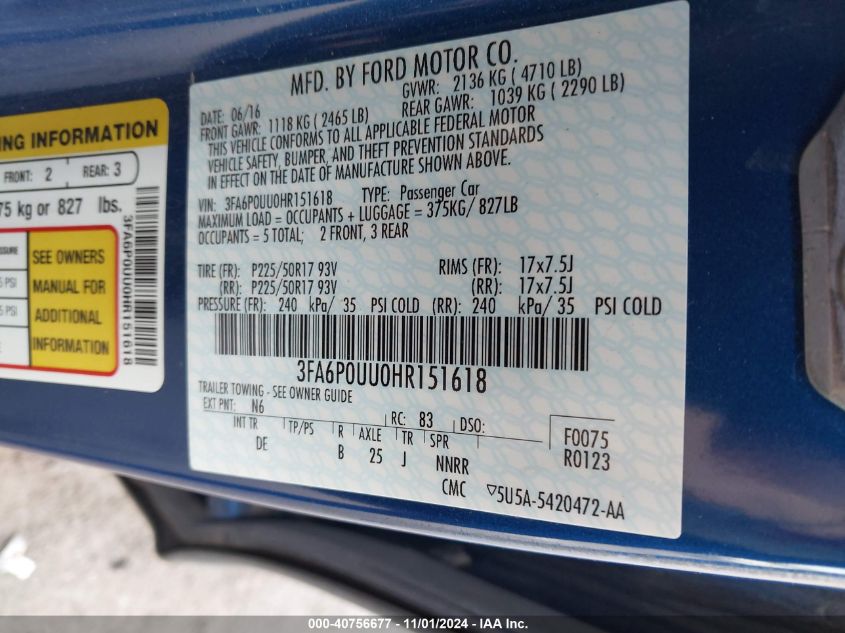 MFD. BY FORD MOTOR CO.
DATE: 06/16 GVWR: 2136 KG ( 4710 LB)
FRONT GAWR: 1118 KG ( 2465 LB) REAR GAWR: 1039 KG ( 2290 LB)
THIS VEHICLE CONFORMS TO ALL APPLICABLE FEDERAL MOTOR
VEHICLE SAFETY, BUMPER, AND THEFT PREVENTION STANDARDS
IN EFFECT ON THE DATE OF MANUFACTURE SHOWN ABOVE.
VIN: 3FA6P0UU0HR151618 TYPE: Passenger Car
MAXIMUM LOAD = OCCUPANTS + LUGGAGE = 375KG/ 827LB
OCCUPANTS = 5 TOTAL; 2 FRONT, 3 REAR
TIRE (FR): P225/50R17 93V RIMS (FR): 17x7.5J
(RR): P225/50R17 93V (RR): 17x7.5J
PRESSURE (FR): 240 kPa/ 35 PSI COLD (RR): 240 kPa/ 35 PSI COLD
3FA6P0UU0HR151618
TRAILER TOWING - SEE OWNER GUIDE
EXT PNT: N6 RC: 83 DSO:
INT TR TP/PS R AXLE TR SPR F0075
DE B 25 J NNRR R0123
CMC ▽5U5A-5420472-AA
ING INFORMATION
FRONT: 2 REAR: 3
75 kg or 827 lbs.
SSURE
5 PSI
5 PSI
E
SEE OWNERS
MANUAL FOR
ADDITIONAL
INFORMATION
3FA6P0UU0HR151618
000-40756677 - 11/01/2024 - IAA Inc.